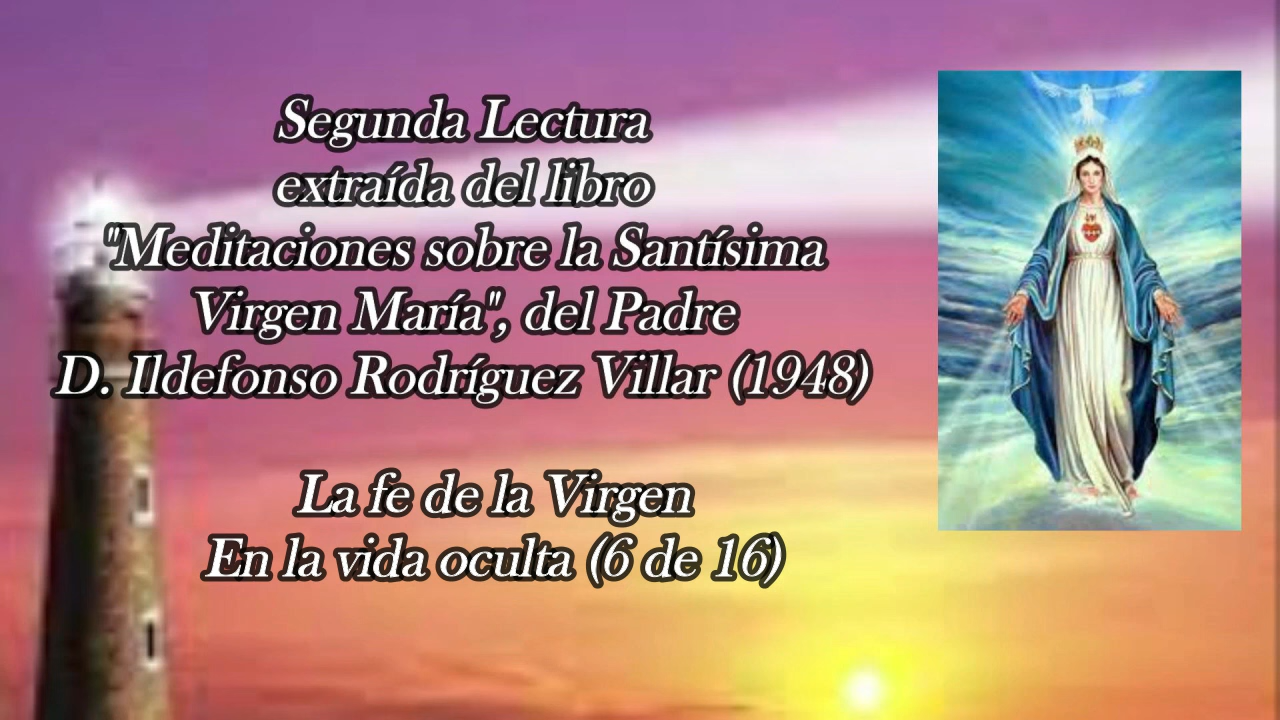 Segunda Lectura
extraída del libro
"Meditaciones sobre la Santísima
Virgen María", del Padre
D. Ildefonso Rodríguez Villar (1948)
La fe de la Virgen
En la vida oculta (6 de 16)